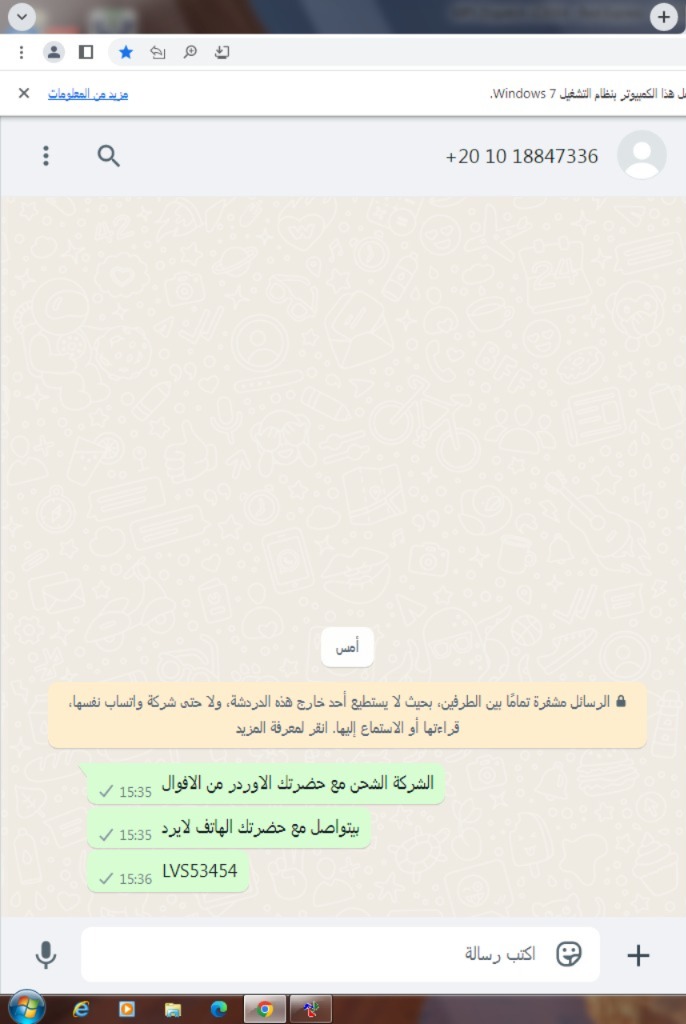 ل هذا الكمبيوتر بنظام التشغيل Windows 7.
مزيد من المعلومات
+20 10 18847336
أمس
الرسائل مشفرة تمامًا بين الطرفين، بحيث لا يستطيع أحد خارج هذه الدردشة، ولا حتى شركة واتساب نفسها،
قراءتها أو الاستماع إليها. انقر لمعرفة المزيد
الشركة الشحن مع حضرتك الاوردر من الافوال
15:35
بيتواصل مع حضرتك الهاتف لايرد
15:35
LVS53454
15:36
اكتب رسالة